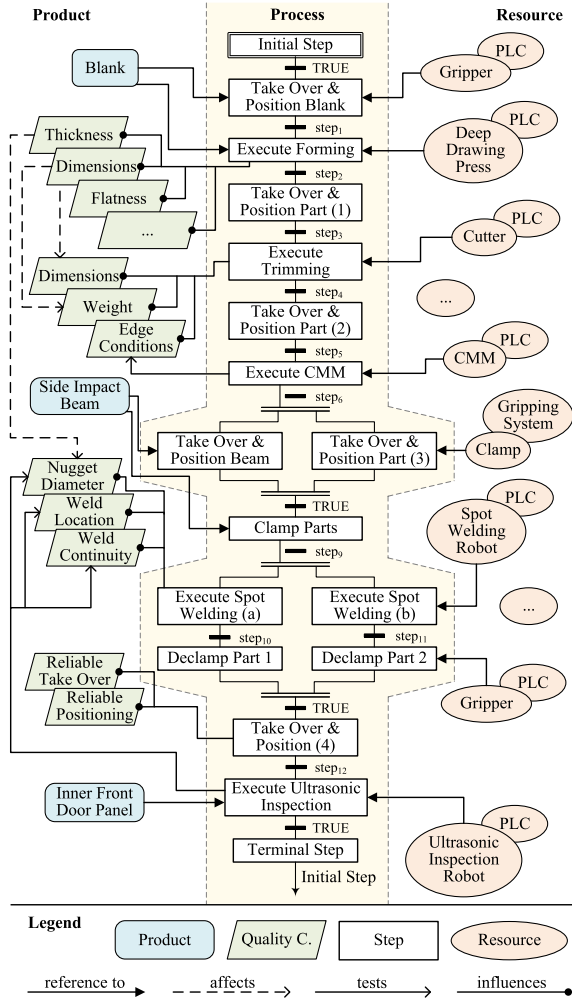 Product
Process
Resource
Initial Step
TRUE
Blank
Take Over &
Position Blank
PLC
Gripper
step1
Thickness
Execute Forming
PLC
Deep
Drawing
Press
Dimensions
step2
Flatness
Take Over &
Position Part (1)
...
step3
PLC
Cutter
Execute
Trimming
Dimensions
step4
Weight
Take Over &
Position Part (2)
...
Edge
Conditions
step5
PLC
CMM
Execute CMM
step6
Side Impact
Beam
Gripping
System
Clamp
Take Over &
Position Beam
Take Over &
Position Part (3)
Nugget
Diameter
TRUE
PLC
Weld
Location
Clamp Parts
Spot
Welding
Robot
Weld
Continuity
step9
Execute Spot
Welding (a)
Execute Spot
Welding (b)
...
step10
step11
Reliable
Take Over
Declamp Part 1
Declamp Part 2
Reliable
Positioning
PLC
Gripper
TRUE
Take Over &
Position (4)
step12
Inner Front
Door Panel
Execute Ultrasonic
Inspection
TRUE
PLC
Ultrasonic
Inspection
Robot
Terminal Step
Initial Step
Legend
Product
Quality C.
Step
Resource
reference to
affects
tests
influences